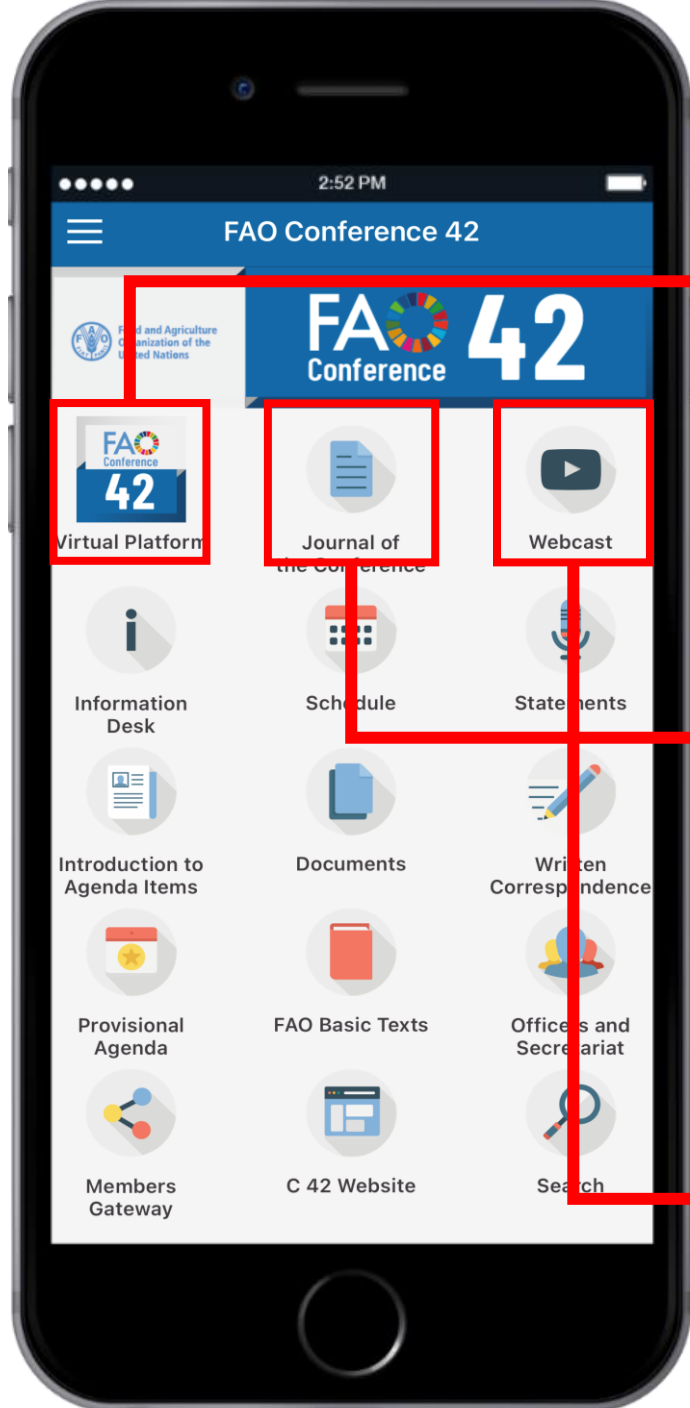 2:52 PM
FAO Conference 42
Food and Agriculture
Organization of the
United Nations
FAO
Conference
42
FAO
Conference
42
Virtual Platform
Journal of
the Conference
Webcast
Information
Desk
Schedule
Statements
Introduction to
Agenda Items
Documents
Written
Correspondence
Provisional
Agenda
FAO Basic Texts
Officers and
Secretariat
Members
Gateway
C 42 Website
Search